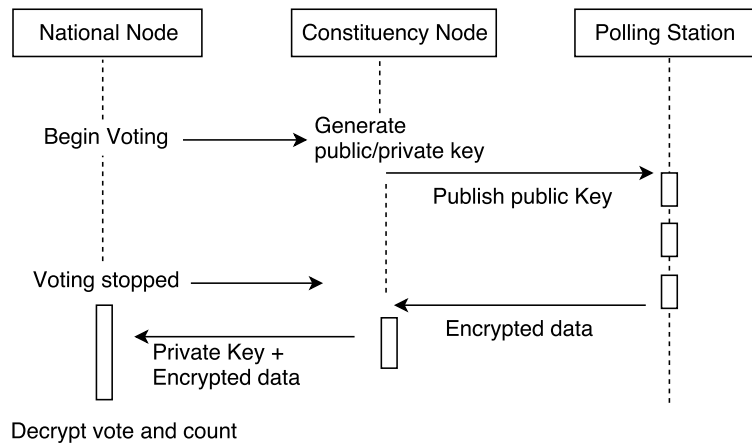 National Node
Constituency Node
Polling Station
Begin Voting
Generate
public/private key
Publish public Key
Voting stopped
Encrypted data
Private Key +
Encrypted data
Decrypt vote and count